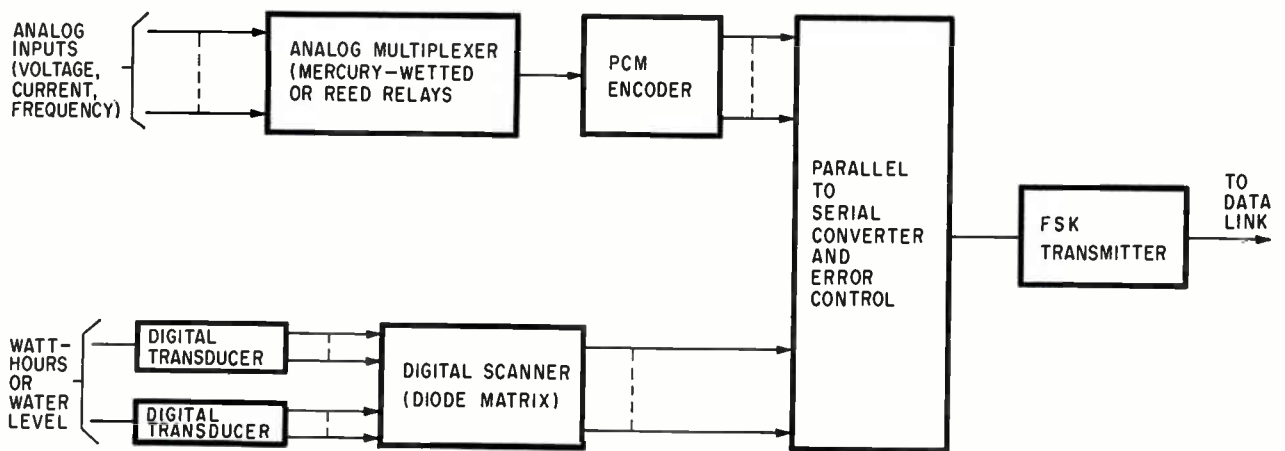 ANALOG
INPUTS
(VOLTAGE,
CURRENT,
FREQUENCY)
ANALOG MULTIPLEXER
(MERCURY-WETTED
OR REED RELAYS
PCM
ENCODER
PARALLEL
TO
SERIAL
CONVERTER
AND
ERROR
CONTROL
FSK
TRANSMITTER
TO
DATA
LINK
WATT-
HOURS
OR
WATER
LEVEL
DIGITAL
TRANSDUCER
DIGITAL
TRANSDUCER
DIGITAL SCANNER
(DIODE MATRIX)